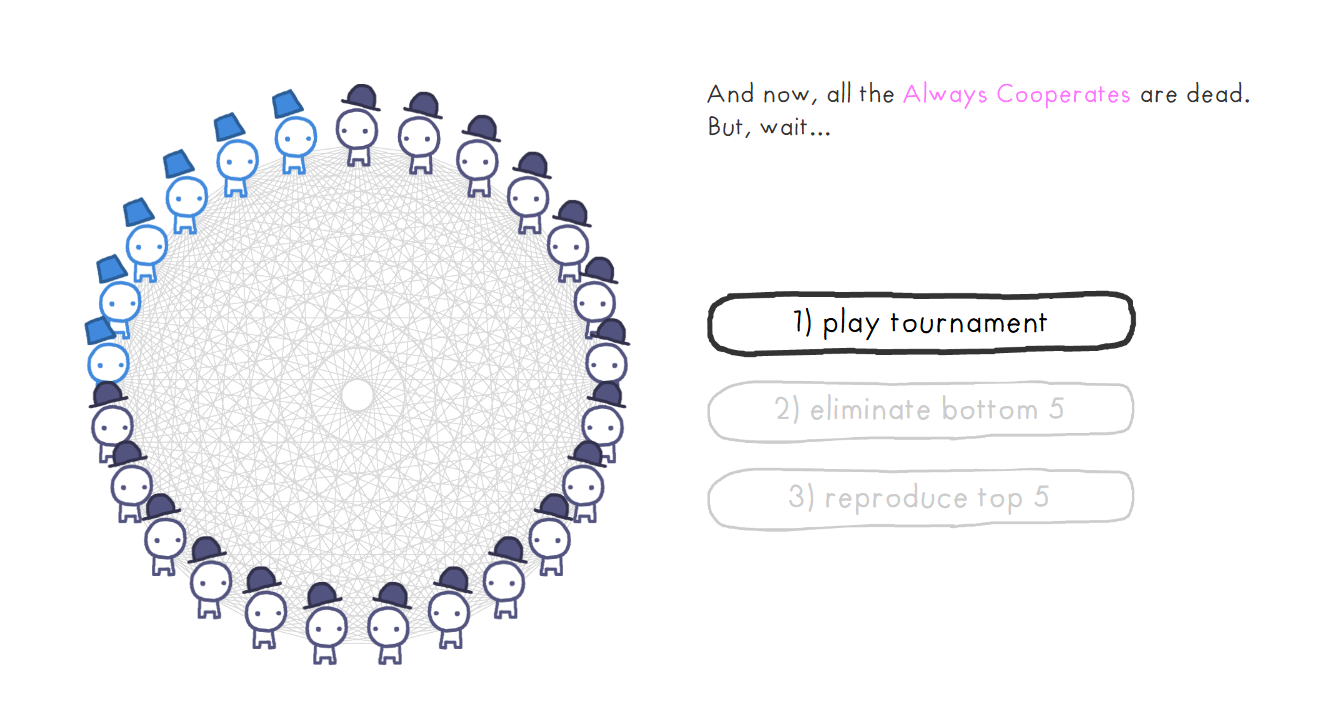 And now, all the Always Cooperates are dead.
But, wait...
1) play tournament
2) eliminate bottom 5
3) reproduce top 5